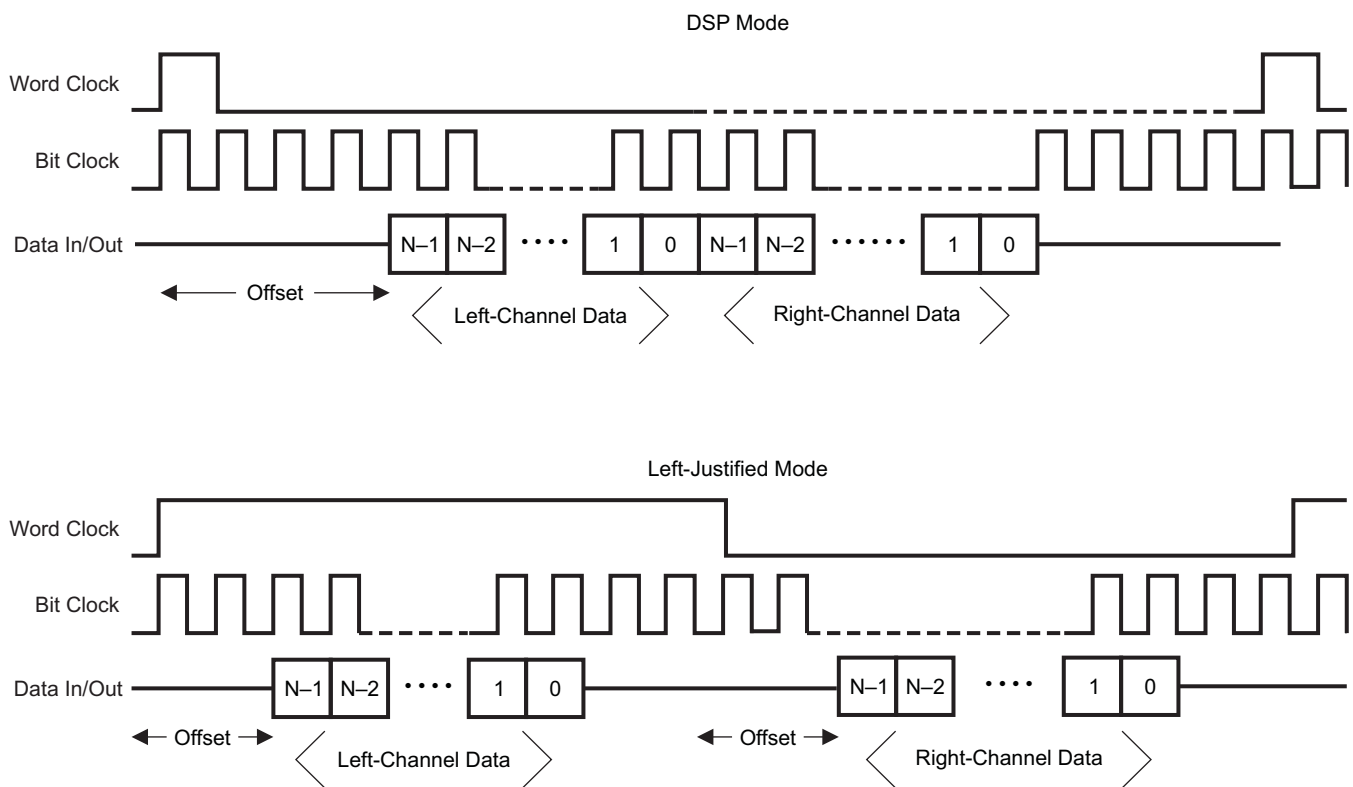 DSP Mode
Word Clock
Bit Clock
Data In/Out
N–1 N–2 •••• 1 0 N–1 N–2 •••••• 1 0
Offset
Left-Channel Data
Right-Channel Data
Left-Justified Mode
Word Clock
Bit Clock
Data In/Out
N–1 N–2 •••• 1 0 N–1 N–2 •••• 1 0
Offset
Offset
Left-Channel Data
Right-Channel Data